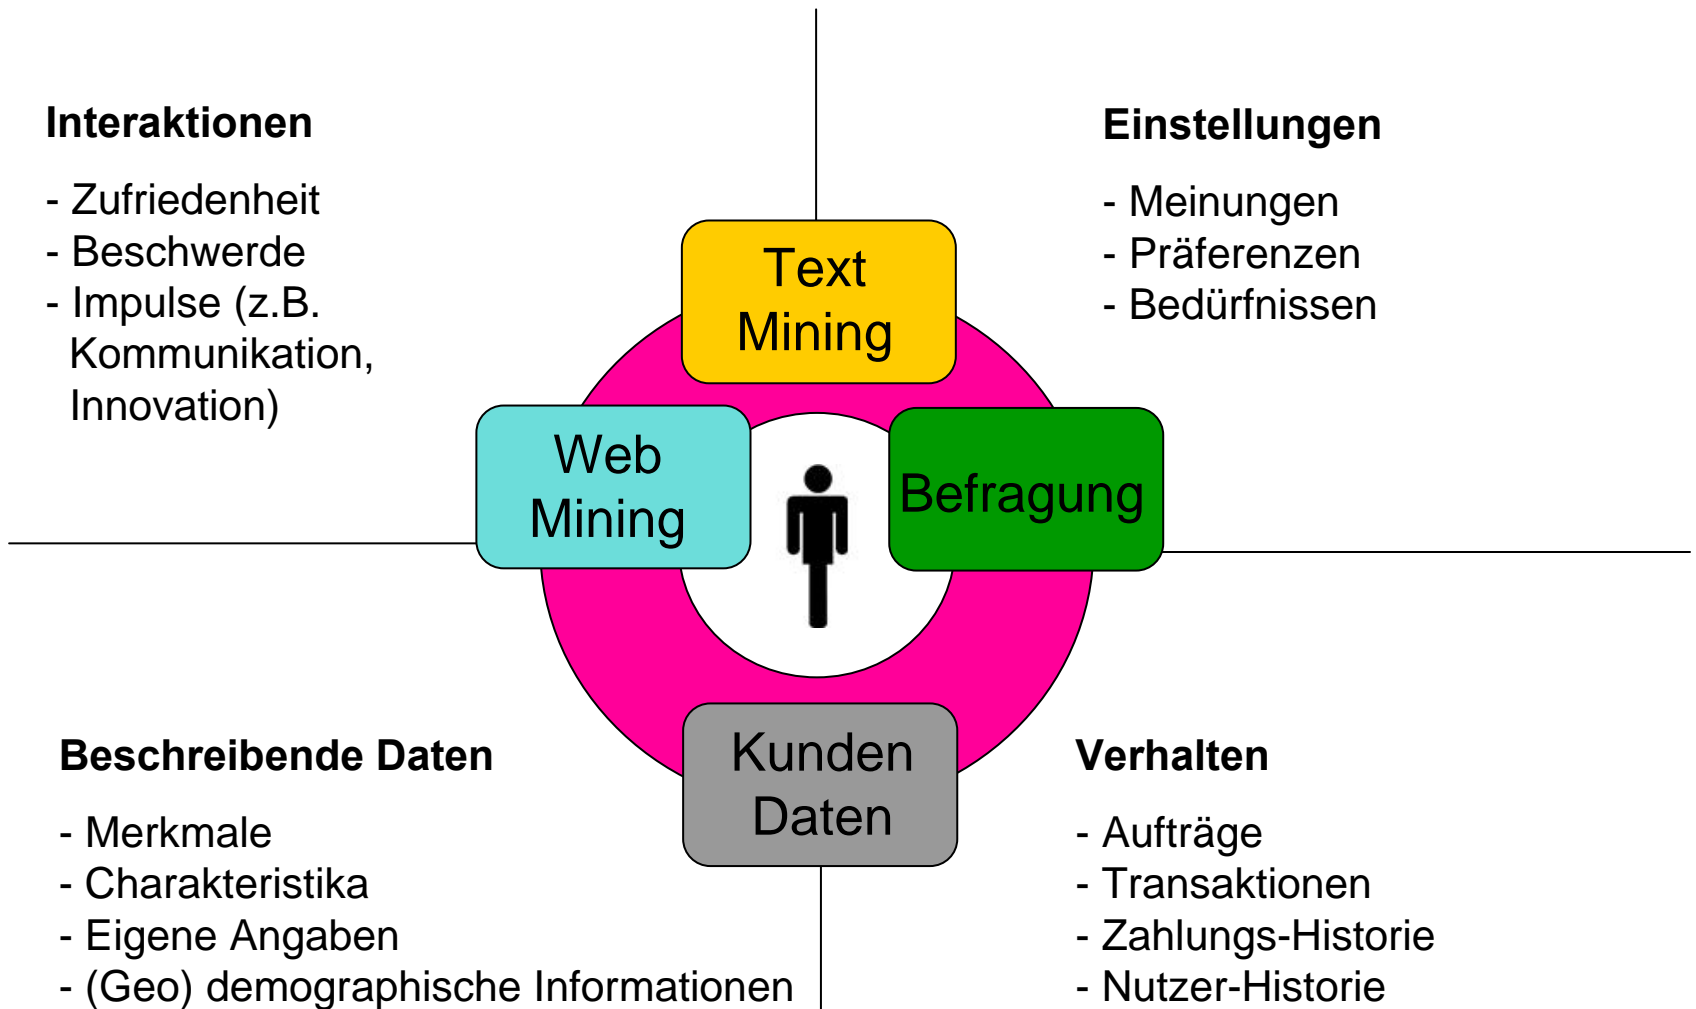 Interaktionen
- Zufriedenheit
- Beschwerde
- Impulse (z.B.
Kommunikation,
Innovation)
Einstellungen
- Meinungen
- Präferenzen
- Bedürfnissen
Text
Mining
Web
Mining
Befragung
Kunden
Daten
Beschreibende Daten
- Merkmale
- Charakteristika
- Eigene Angaben
- (Geo) demographische Informationen
Verhalten
- Aufträge
- Transaktionen
- Zahlungs-Historie
- Nutzer-Historie